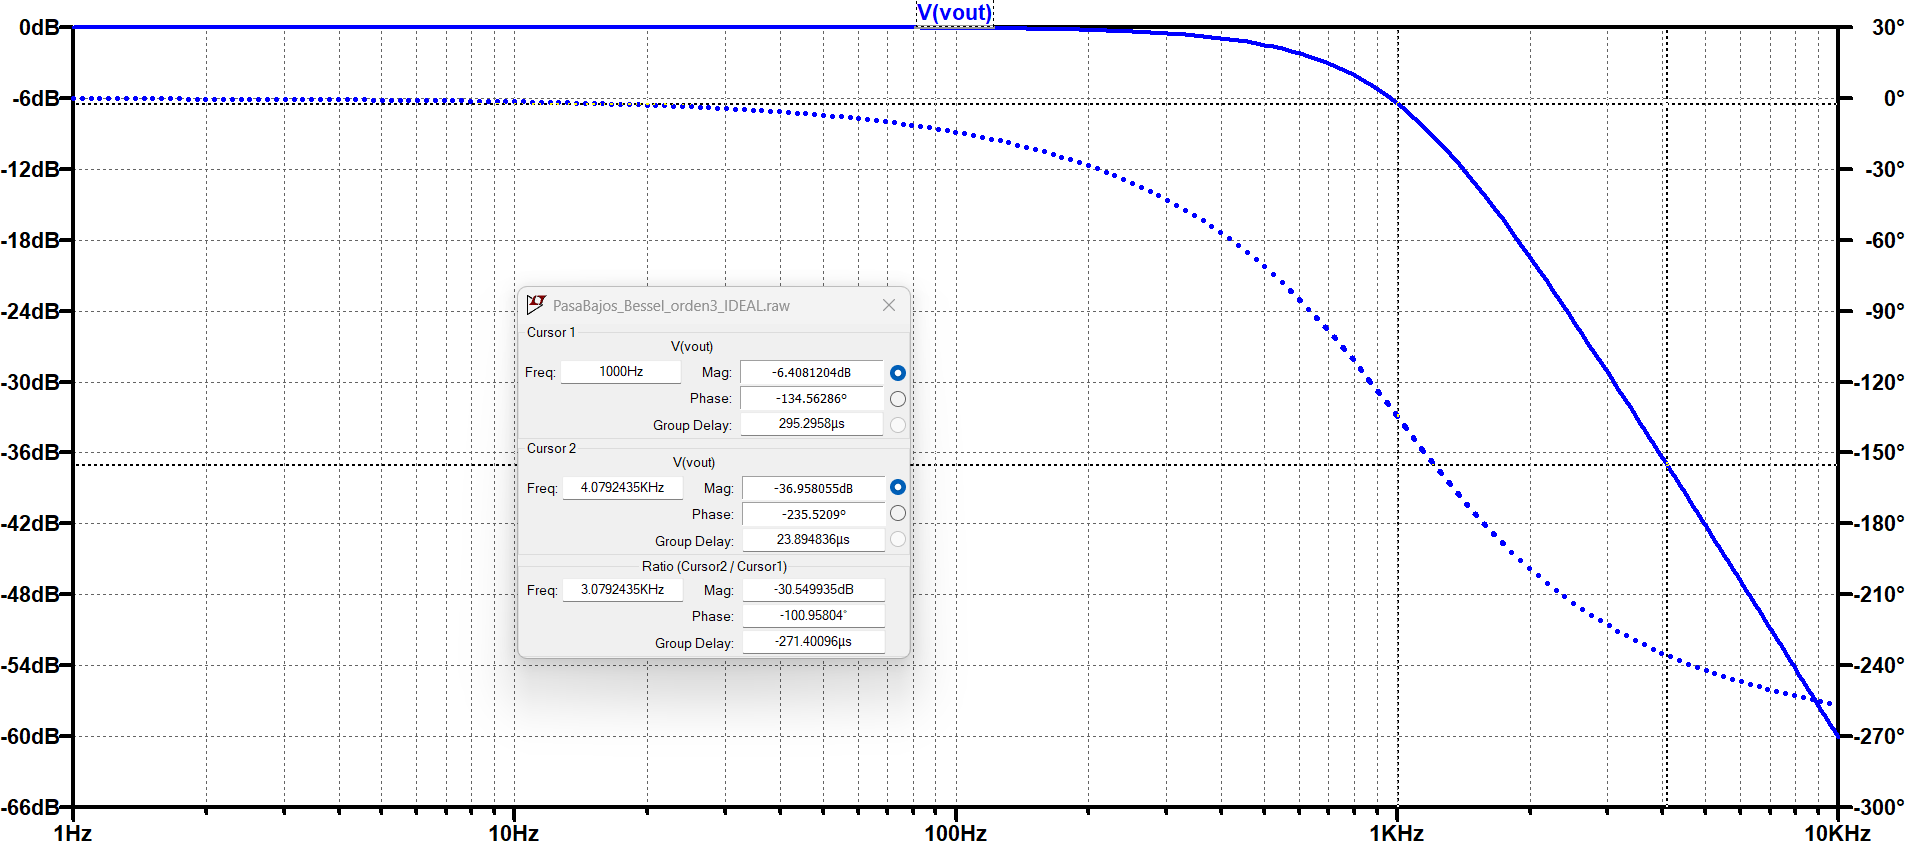 V(vout)
0dB
-6dB
-12dB
-18dB
-24dB
-30dB
-36dB
-42dB
-48dB
-54dB
-60dB
-66dB
30°
0°
-30°
-60°
-90°
-120°
-150°
-180°
-210°
-240°
-270°
-300°
PasaBajos_Bessel_orden3_IDEAL.raw
Cursor 1
V(vout)
Freq: 1000Hz Mag: -6.4081204dB
Phase: -134.56286°
Group Delay: 295.2958µs
Cursor 2
V(vout)
Freq: 4.0792435KHz Mag: -36.958055dB
Phase: -235.5209°
Group Delay: 23.894836µs
Ratio (Cursor2 / Cursor1)
Freq: 3.0792435KHz Mag: -30.549935dB
Phase: -100.95804°
Group Delay: -271.40096µs
1Hz 10Hz 100Hz 1KHz 10KHz